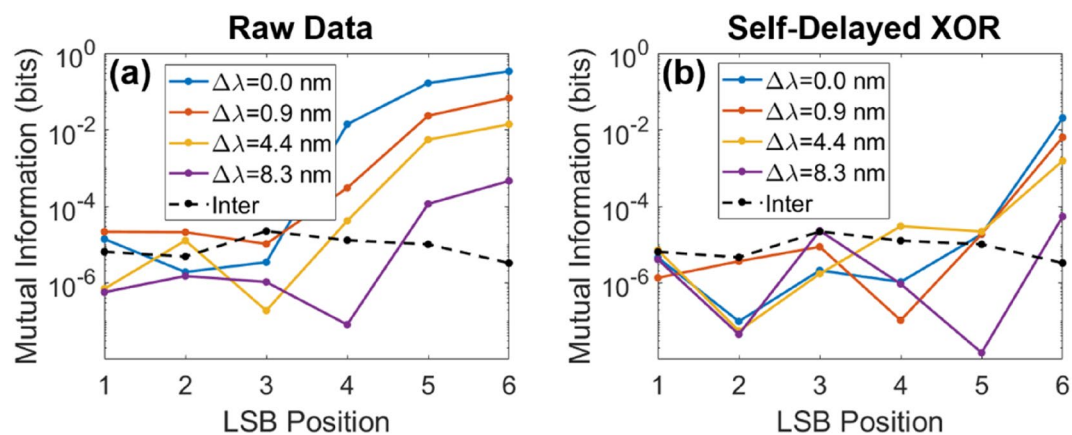 Raw Data
(a)
Mutual Information (bits)
10^0
10^-2
10^-4
10^-6
Δλ=0.0 nm
Δλ=0.9 nm
Δλ=4.4 nm
Δλ=8.3 nm
Inter
1 2 3 4 5 6
LSB Position
Self-Delayed XOR
(b)
Mutual Information (bits)
10^0
10^-2
10^-4
10^-6
Δλ=0.0 nm
Δλ=0.9 nm
Δλ=4.4 nm
Δλ=8.3 nm
Inter
1 2 3 4 5 6
LSB Position